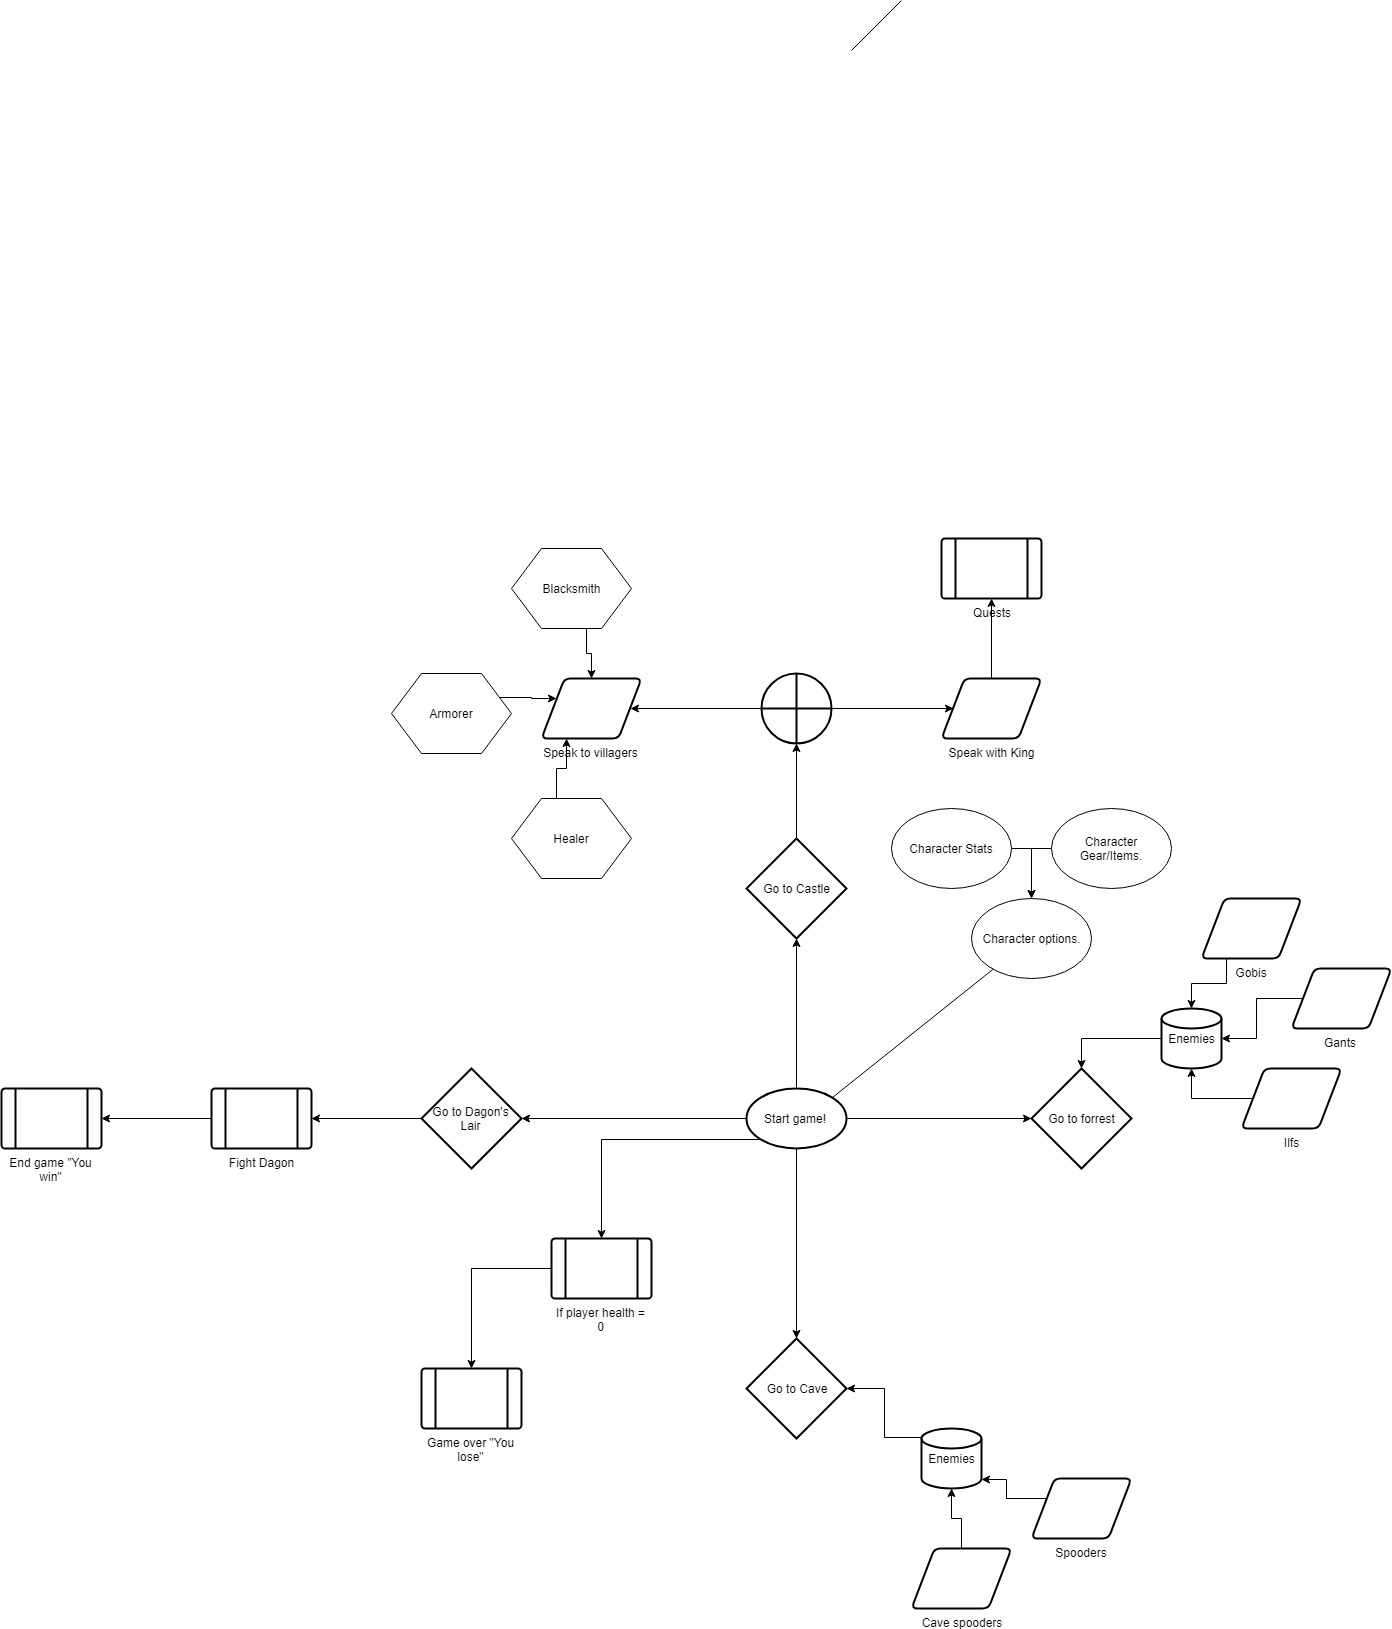 Blacksmith
Quests
Armorer
Speak to villagers
Speak with King
Healer
Character Stats
Character
Gear/Items.
Go to Castle
Character options.
Gobis
Enemies
Gants
Go to Dagon's
Lair
Start game!
Go to forrest
IIfs
End game "You
win"
Fight Dagon
If player health =
0
Go to Cave
Game over "You
lose"
Enemies
Spooders
Cave spooders